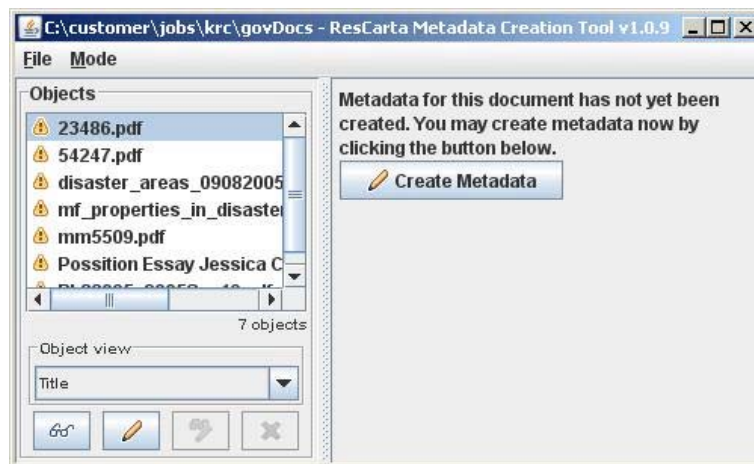 C:\customer\jobs\krc\govDocs - ResCarta Metadata Creation Tool v1.0.9
File Mode
Objects
23486.pdf
54247.pdf
disaster_areas_09082005
mf_properties_in_disaster
mm5509.pdf
Possition Essay Jessica C
7 objects
Object view
Title
Metadata for this document has not yet been
created. You may create metadata now by
clicking the button below.
Create Metadata